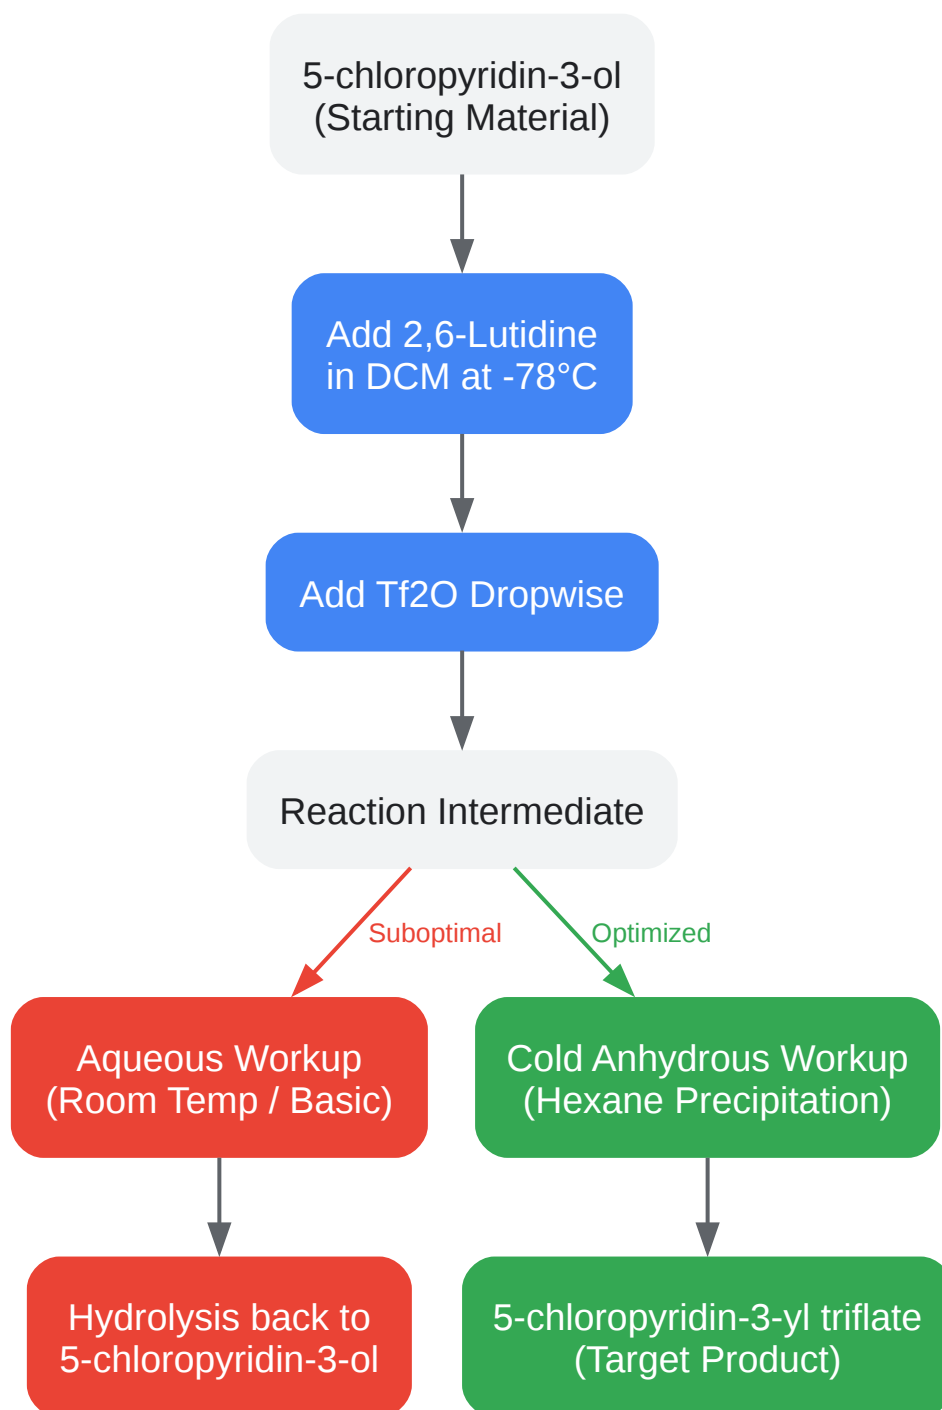 5-chloropyridin-3-ol
(Starting Material)
Add 2,6-Lutidine
in DCM at -78°C
Add Tf2O Dropwise
Reaction Intermediate
Suboptimal
Optimized
Aqueous Workup
(Room Temp / Basic)
Cold Anhydrous Workup
(Hexane Precipitation)
Hydrolysis back to
5-chloropyridin-3-ol
5-chloropyridin-3-yl triflate
(Target Product)